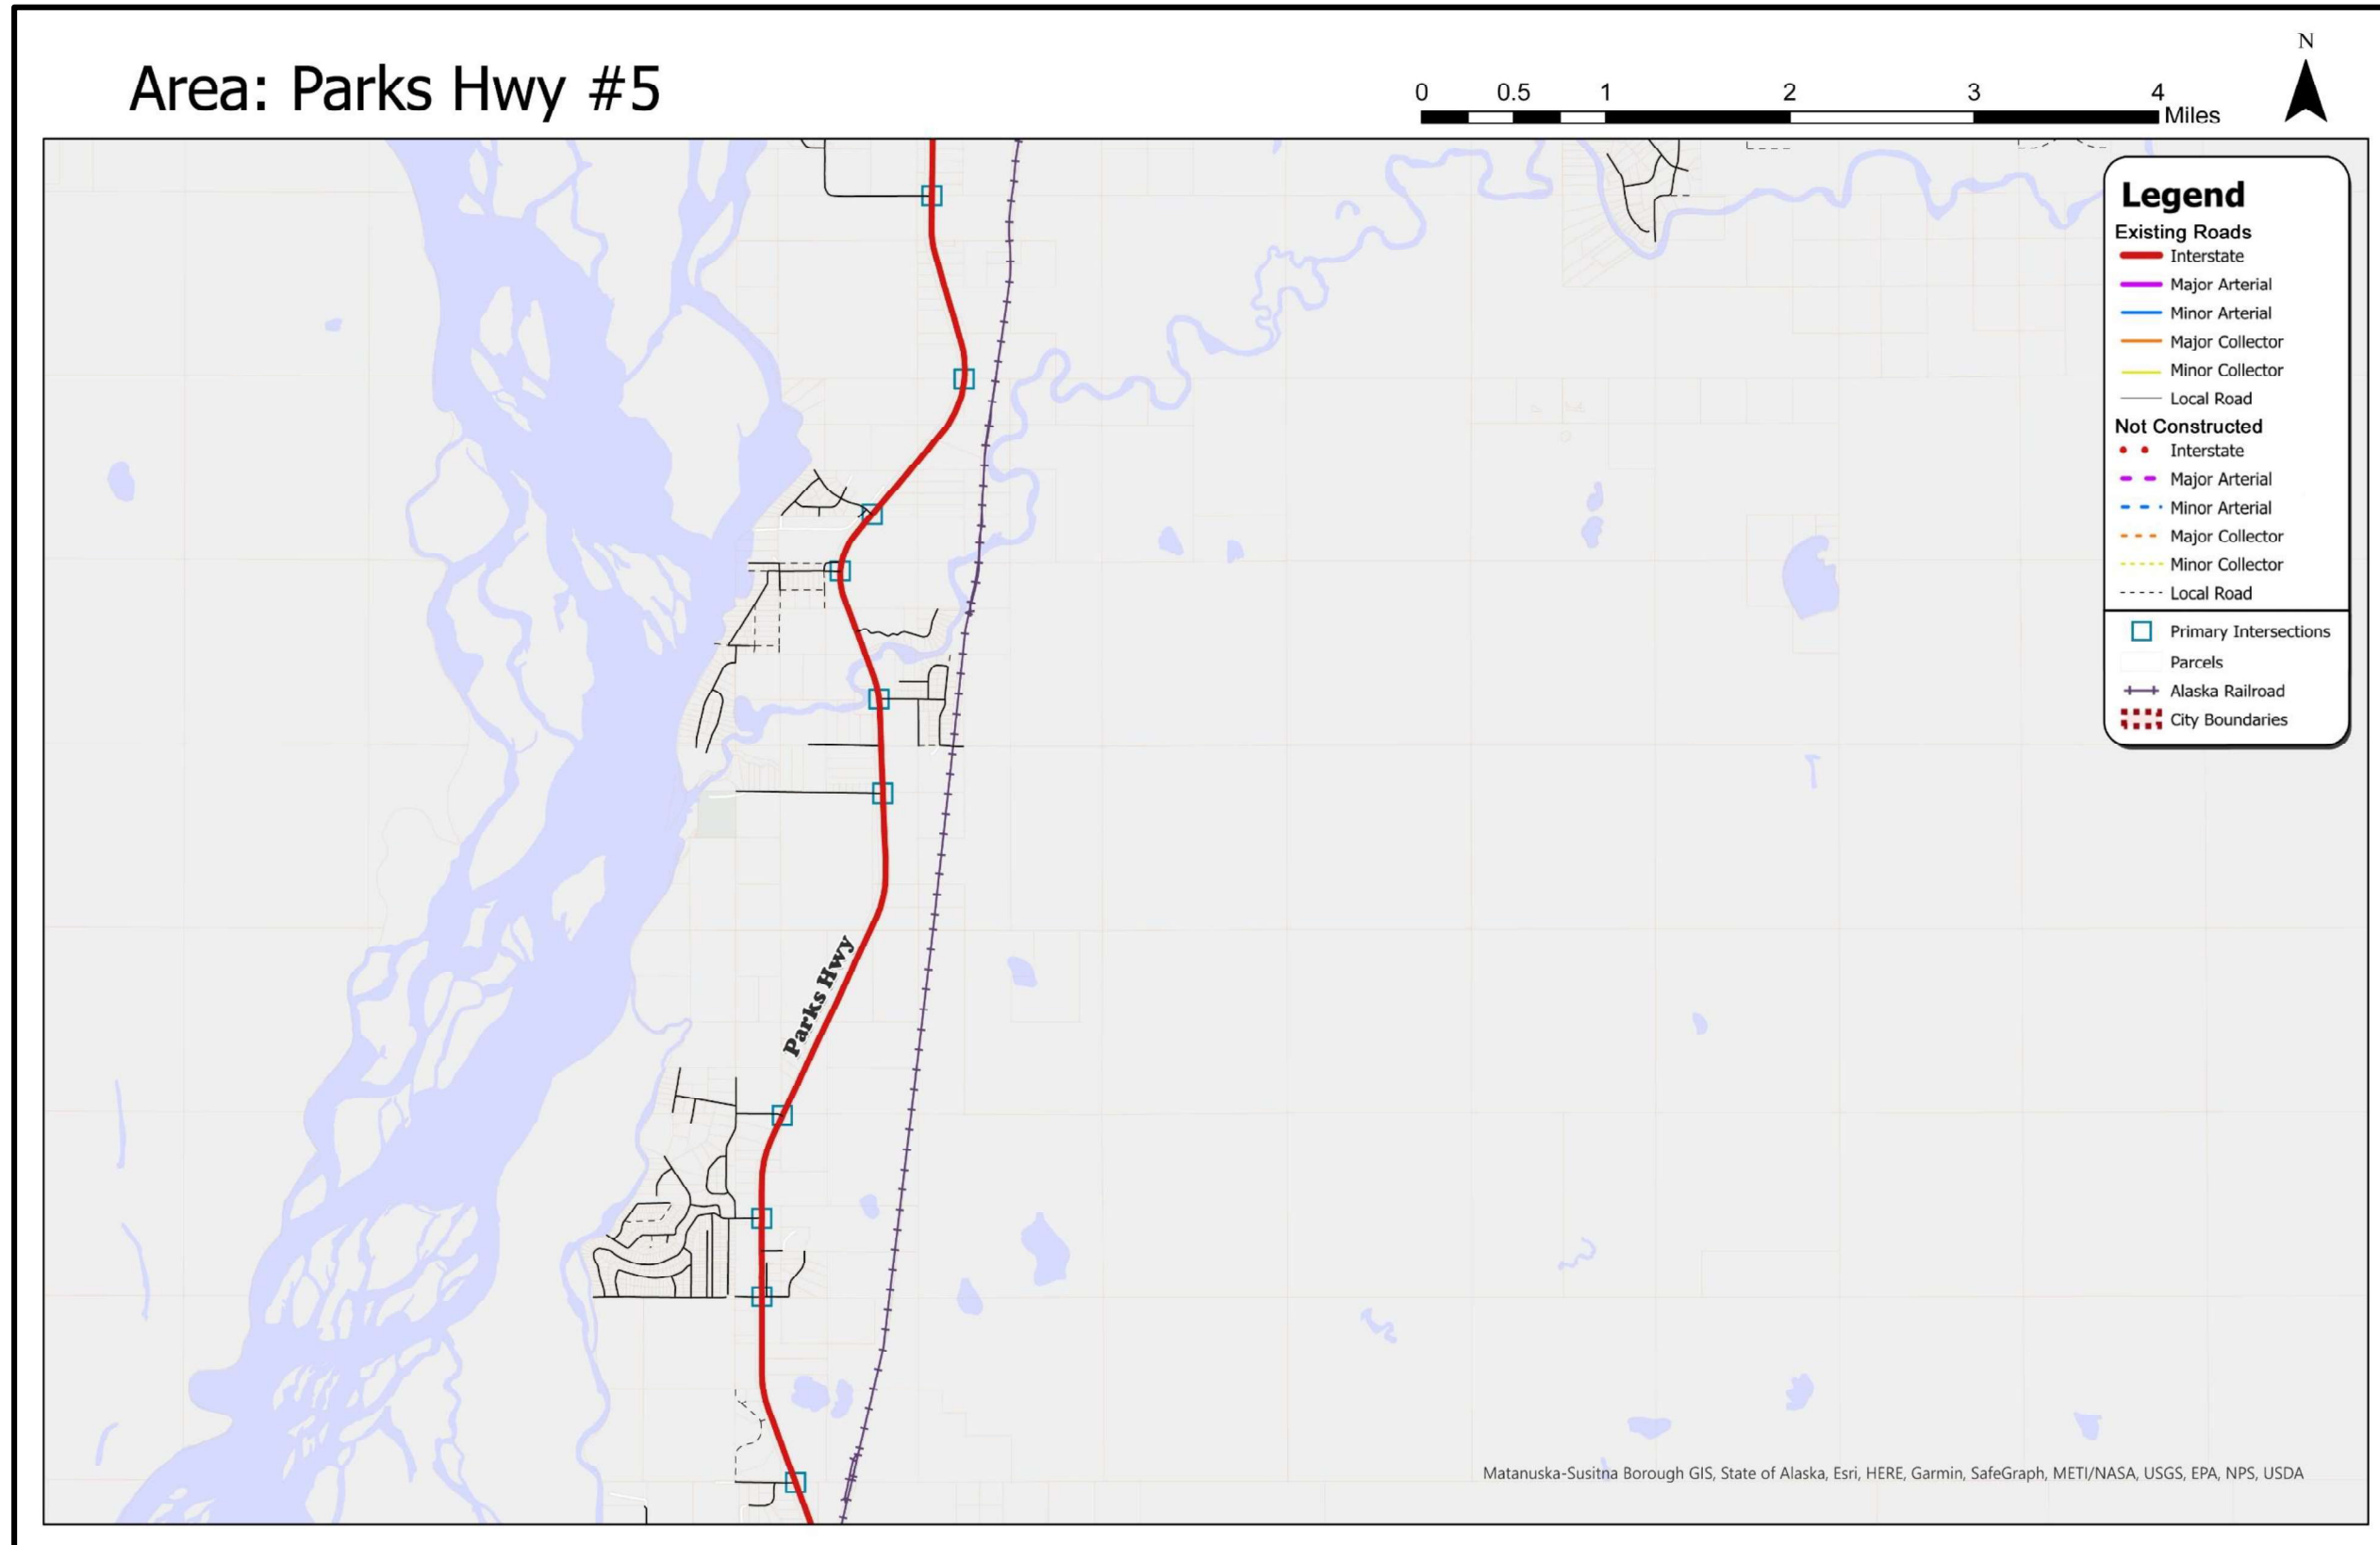 Area: Parks Hwy #5
0 0.5 1 2 3 4
Miles
N
Legend
Existing Roads
Interstate
Major Arterial
Minor Arterial
Major Collector
Minor Collector
Local Road
Not Constructed
Interstate
Major Arterial
Minor Arterial
Major Collector
Minor Collector
Local Road
Primary Intersections
Parcels
Alaska Railroad
City Boundaries
Parks Hwy
Matanuska-Susitna Borough GIS, State of Alaska, Esri, HERE, Garmin, SafeGraph, METI/NASA, USGS, EPA, NPS, USDA